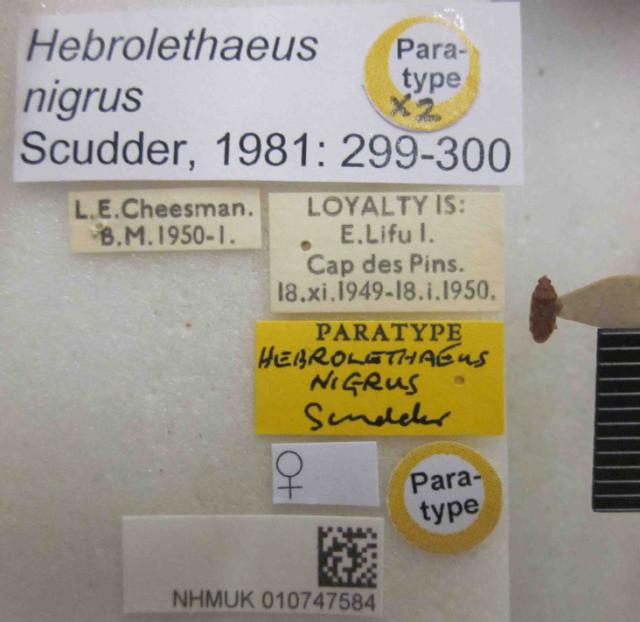 Hebrolethaeus
nigrus
Scudder, 1981: 299-300
Para-
type
x2
L.E.Cheesman.
B.M.1950-1.
LOYALTY IS:
E.Lifu I.
Cap des Pins.
18.xi.1949-18.i.1950.
PARATYPE
HEBROLETHAEUS
NIGRUS
Scudder
♀
Para-
type
NHMUK 010747584